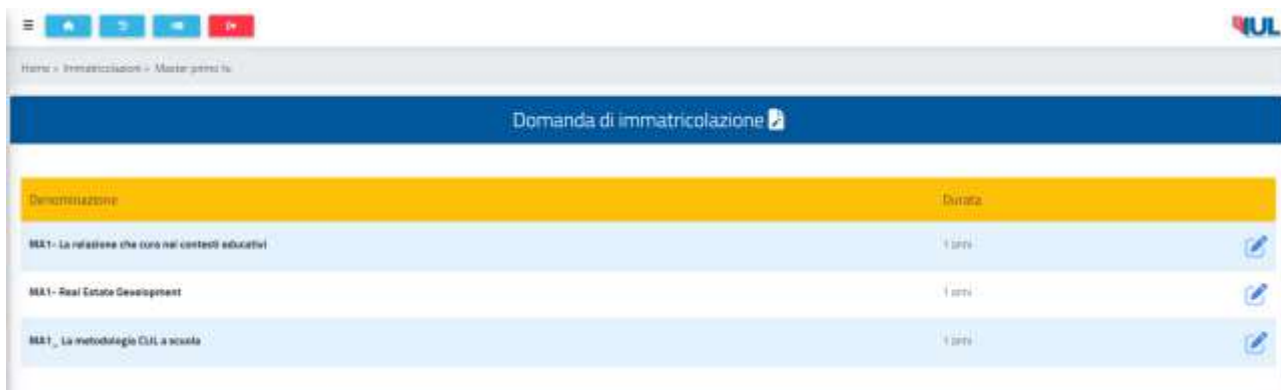 IUL
Home » Immatricolazioni » Master primo liv.
Domanda di immatricolazione
Denominazione Durata
MA1- La relazione che cura nei contesti educativi 1 anni
MA1- Real Estate Development 1 anni
MA1_ La metodologia CLIL a scuola 1 anni